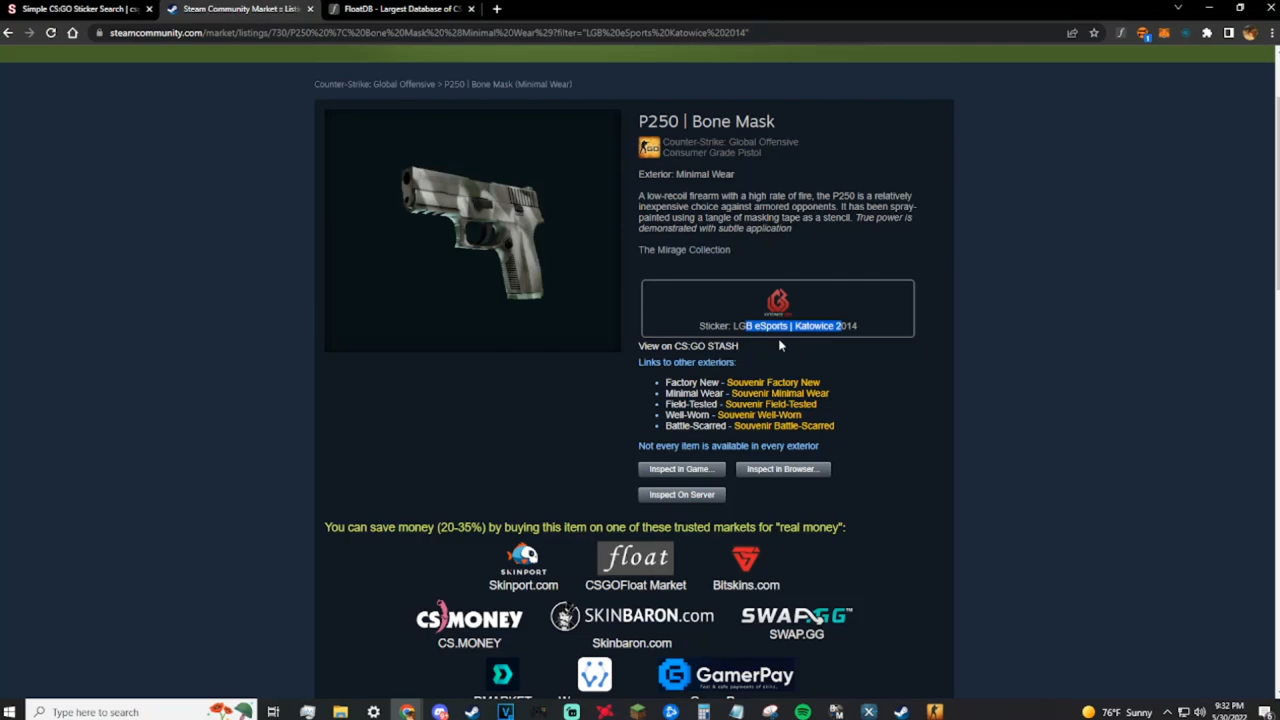 Simple CS:GO Sticker Search | cs
Steam Community Market :: Listi
FloatDB - Largest Database of CS
steamcommunity.com/market/listings/730/P250%20%7C%20Bone%20Mask%20%28Minimal%20Wear%29?filter="LGB%20eSports%20Katowice%202014"
Counter-Strike: Global Offensive > P250 | Bone Mask (Minimal Wear)
P250 | Bone Mask
Counter-Strike: Global Offensive
Consumer Grade Pistol
Exterior: Minimal Wear
A low-recoil firearm with a high rate of fire, the P250 is a relatively
inexpensive choice against armored opponents. It has been spray-
painted using a tangle of masking tape as a stencil. True power is
demonstrated with subtle application
The Mirage Collection
Sticker: LGB eSports | Katowice 2014
View on CS:GO STASH
Links to other exteriors:
Factory New - Souvenir Factory New
Minimal Wear - Souvenir Minimal Wear
Field-Tested - Souvenir Field-Tested
Well-Worn - Souvenir Well-Worn
Battle-Scarred - Souvenir Battle-Scarred
Not every item is available in every exterior
Inspect in Game... Inspect in Browser...
Inspect On Server
You can save money (20-35%) by buying this item on one of these trusted markets for "real money":
SKINPORT float
Skinport.com CSGOFloat Market Bitskins.com
CS.MONEY SKINBARON.com SWAP.GG
CS.MONEY Skinbaron.com SWAP.GG
GamerPay
Type here to search
76°F Sunny
9:32 PM
5/30/2022